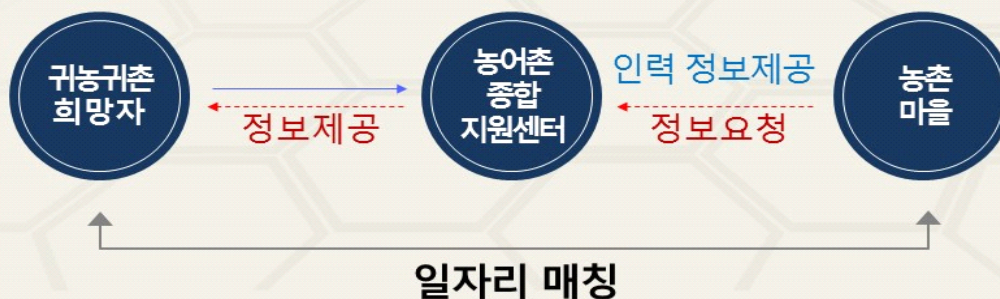 귀농귀촌
희망자
정보제공
농어촌
종합
지원센터
인력 정보제공
정보요청
농촌
마을
일자리 매칭